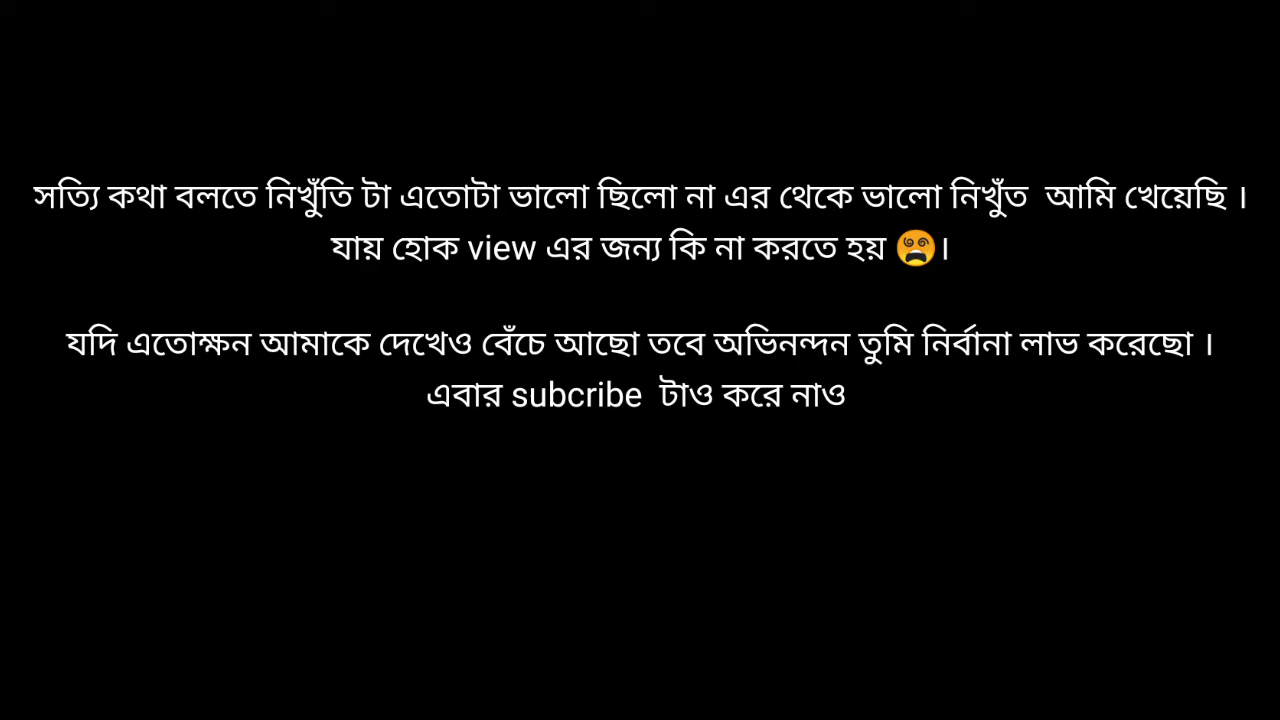 সত্যি কথা বলতে নিখুঁতি টা এতোটা ভালো ছিলো না এর থেকে ভালো নিখুঁত আমি খেয়েছি ।
যায় হোক view এর জন্য কি না করতে হয় 😵।
যদি এতোক্ষন আমাকে দেখেও বেঁচে আছো তবে অভিনন্দন তুমি নির্বানা লাভ করেছো ।
এবার subcribe টাও করে নাও